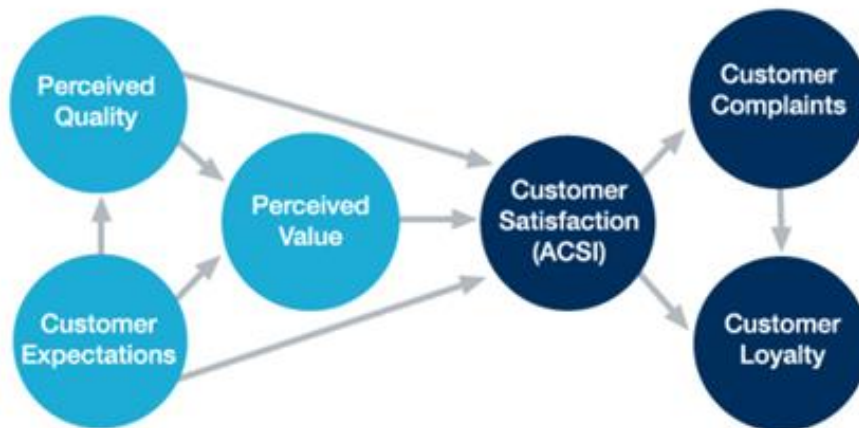 Perceived
Quality
Customer
Expectations
Perceived
Value
Customer
Satisfaction
(ACSI)
Customer
Complaints
Customer
Loyalty